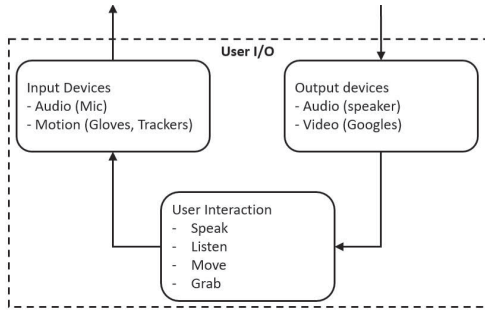 User I/O
Input Devices
- Audio (Mic)
- Motion (Gloves, Trackers)
Output devices
- Audio (speaker)
- Video (Googles)
User Interaction
- Speak
- Listen
- Move
- Grab